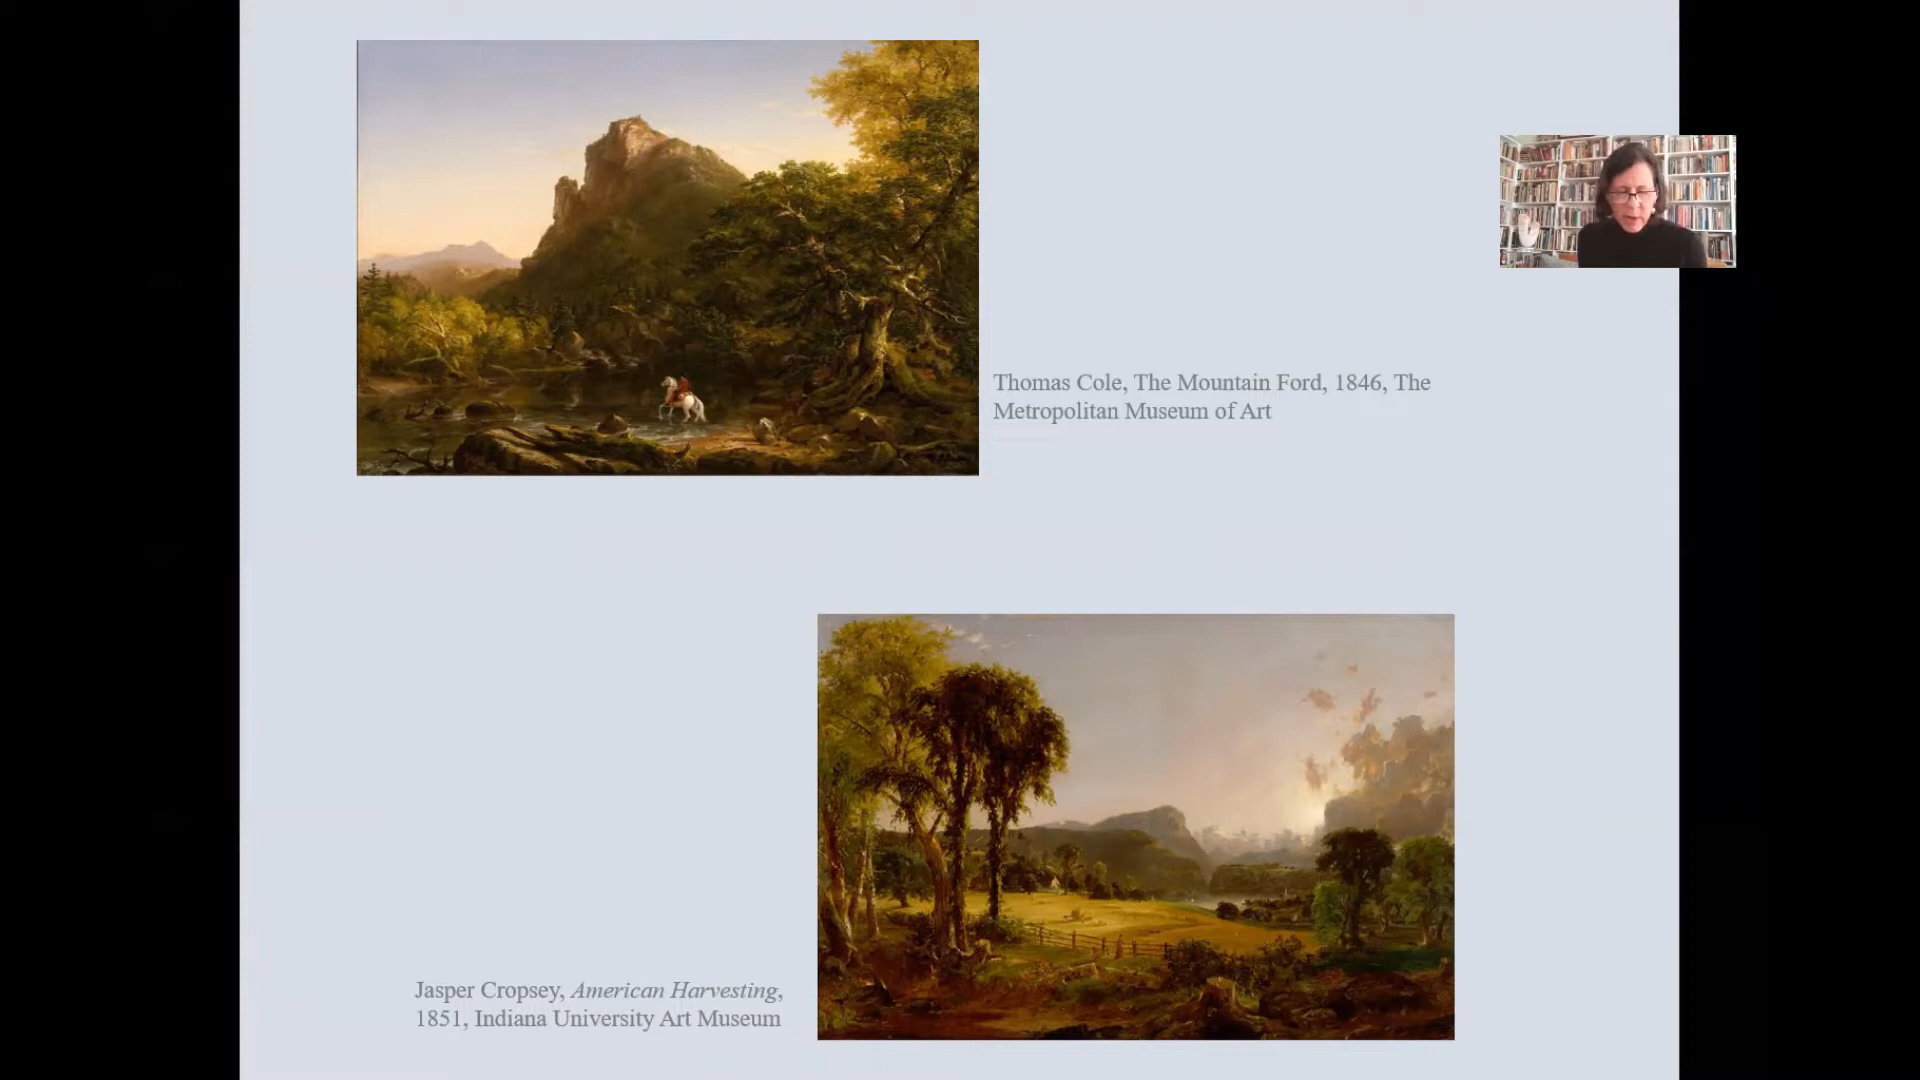 Thomas Cole, The Mountain Ford, 1846, The
Metropolitan Museum of Art
Jasper Cropsey, American Harvesting,
1851, Indiana University Art Museum